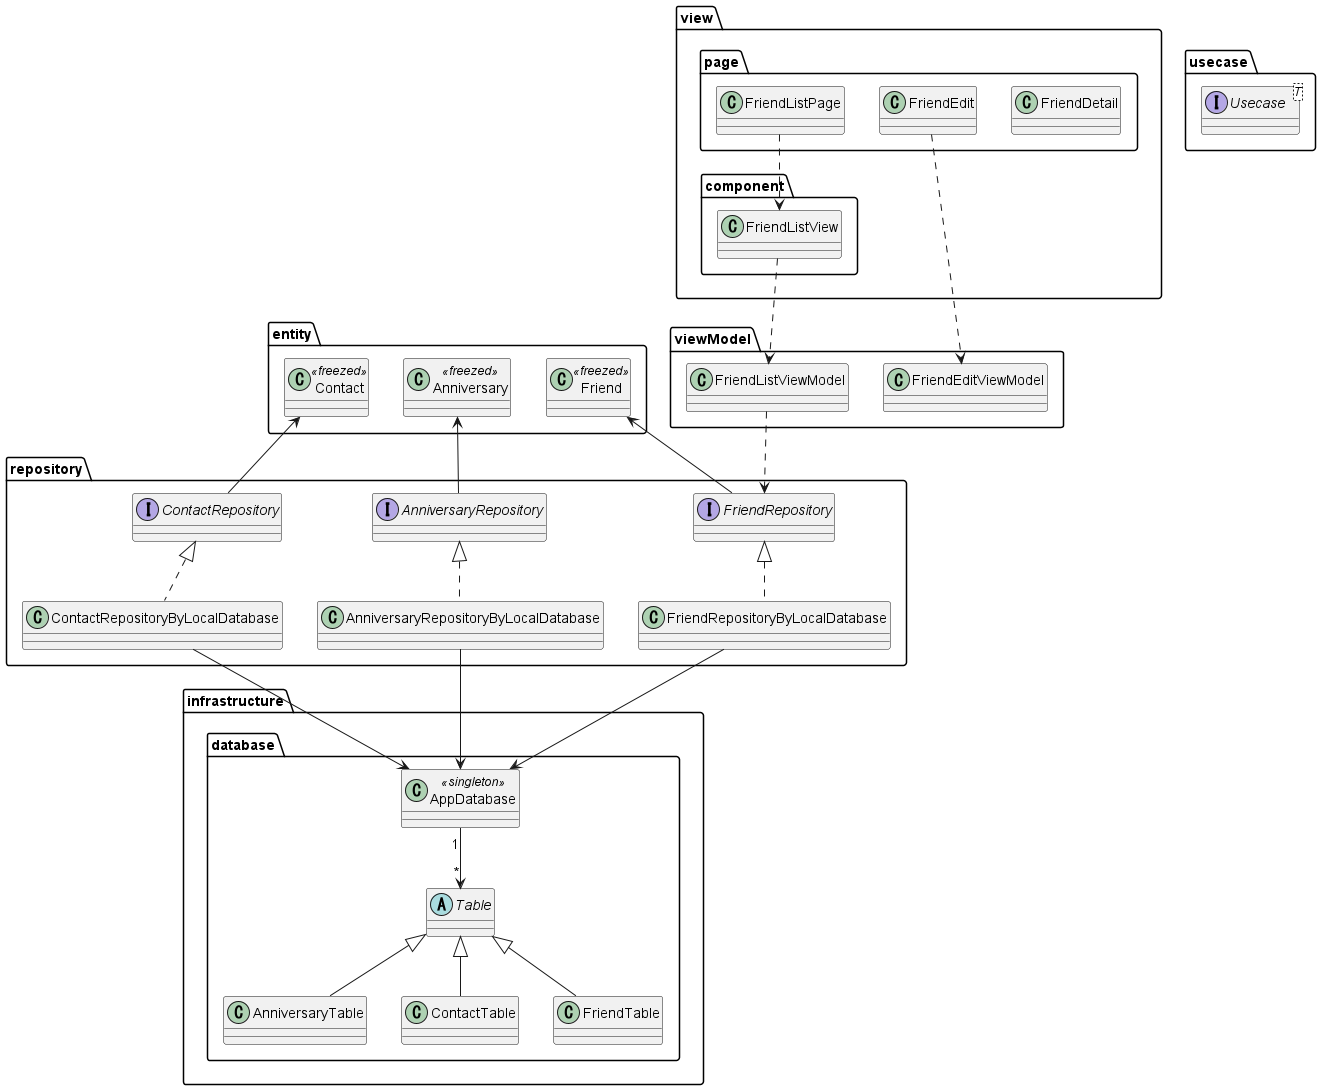 view
page
usecase
C FriendListPage
C FriendEdit
C FriendDetail
I Usecase
T
component
C FriendListView
entity
viewModel
C «freezed»
Contact
C «freezed»
Anniversary
C «freezed»
Friend
C FriendListViewModel
C FriendEditViewModel
repository
I ContactRepository
I AnniversaryRepository
I FriendRepository
C ContactRepositoryByLocalDatabase
C AnniversaryRepositoryByLocalDatabase
C FriendRepositoryByLocalDatabase
infrastructure
database
C «singleton»
AppDatabase
1
*
A Table
C AnniversaryTable
C ContactTable
C FriendTable